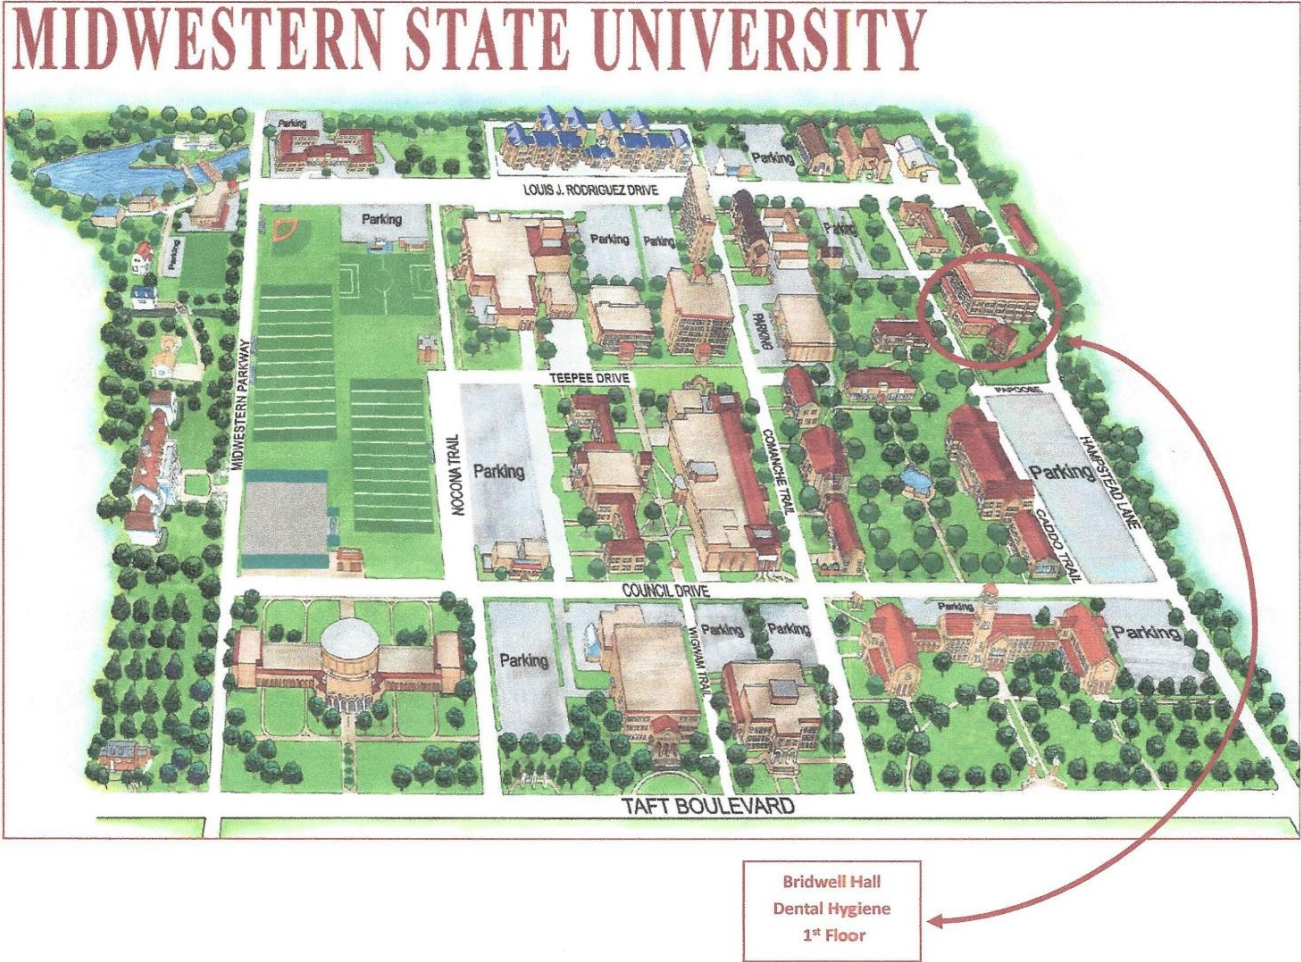 MIDWESTERN STATE UNIVERSITY
Parking
Parking
LOUIS J. RODRIGUEZ DRIVE
Parking
Parking
Parking
Parking
Parking
PARKING
MIDWESTERN PARKWAY
TEEPEE DRIVE
PAPOOSE
NOCONA TRAIL
Parking
COMANCHE TRAIL
Parking
HAMPSTEAD LANE
CADDO TRAIL
COUNCIL DRIVE
Parking
Parking
WIGWAM TRAIL
Parking
Parking
Parking
TAFT BOULEVARD
Bridwell Hall
Dental Hygiene
1st Floor